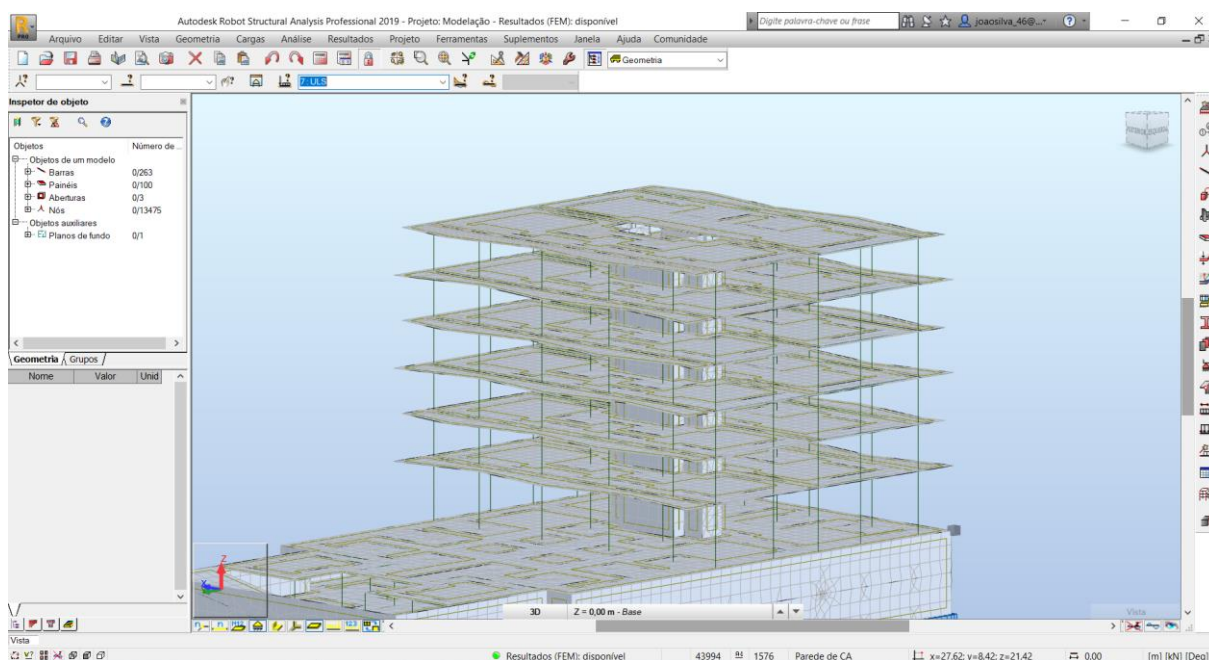 Autodesk Robot Structural Analysis Professional 2019 - Projeto: Modelação - Resultados (FEM): disponível
Digite palavra-chave ou frase
joaosilva_46@...
PRO
Arquivo Editar Vista Geometria Cargas Análise Resultados Projeto Ferramentas Suplementos Janela Ajuda Comunidade
Geometria
7: ULS
Inspetor de objeto
Objetos Número de ...
Objetos de um modelo
Barras 0/263
Painéis 0/100
Aberturas 0/3
Nós 0/13475
Objetos auxiliares
Planos de fundo 0/1
Geometria Grupos
Nome Valor Unid
Z
X
3D Z = 0,00 m - Base
Vista
Vista
Resultados (FEM): disponível 43994 1576 Parede de CA x=27.62; y=8.42; z=21.42 0,00 [m] [kN] [Deg]